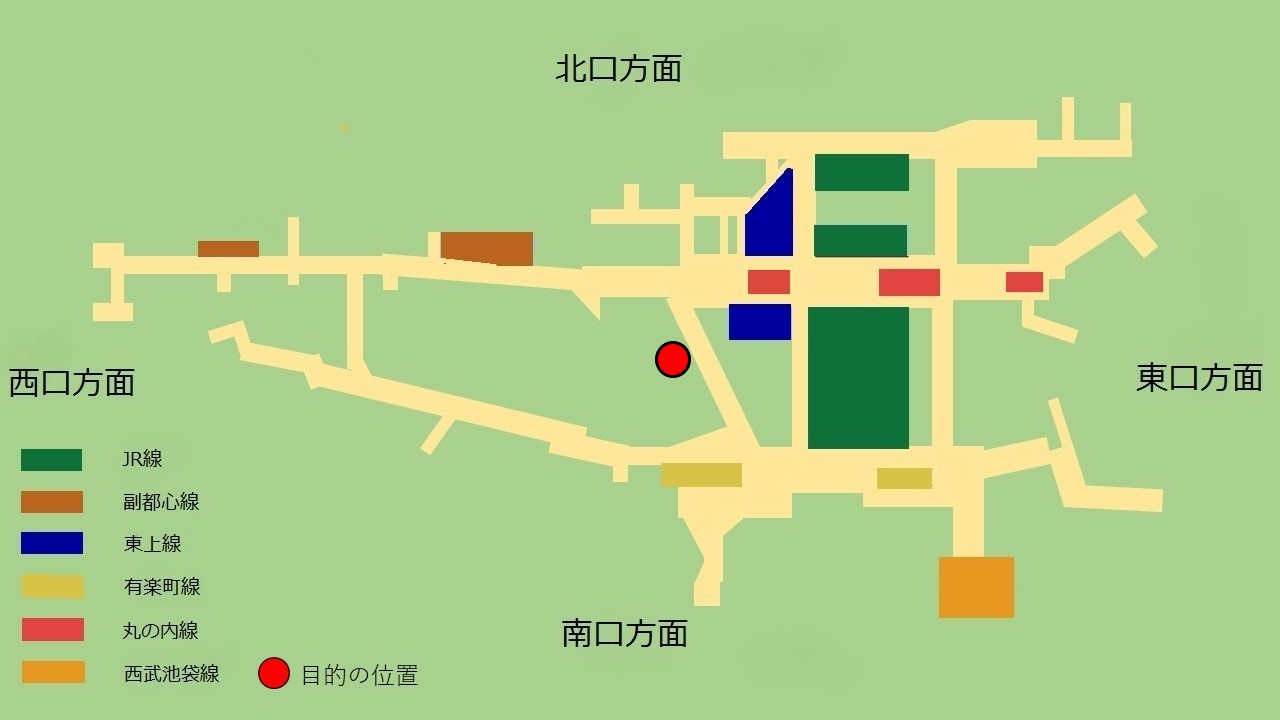 北口方面
西口方面
東口方面
JR線
副都心線
東上線
有楽町線
南口方面
丸の内線
西武池袋線
目的の位置